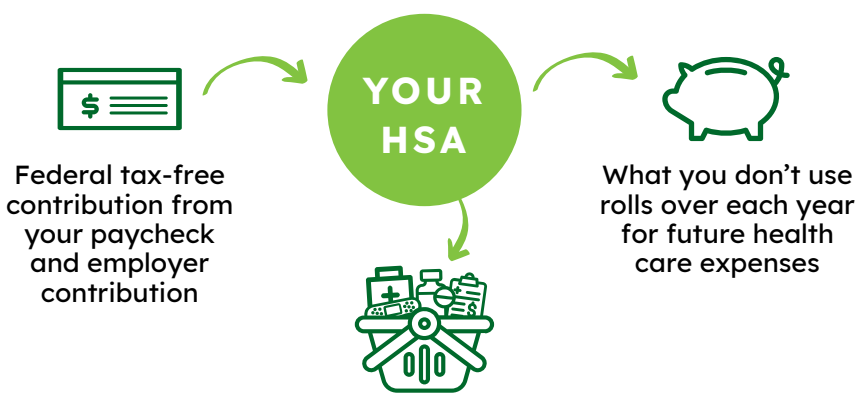 YOUR
HSA
$
Federal tax-free
contribution from
your paycheck
and employer
contribution
What you don’t use
rolls over each year
for future health
care expenses
$